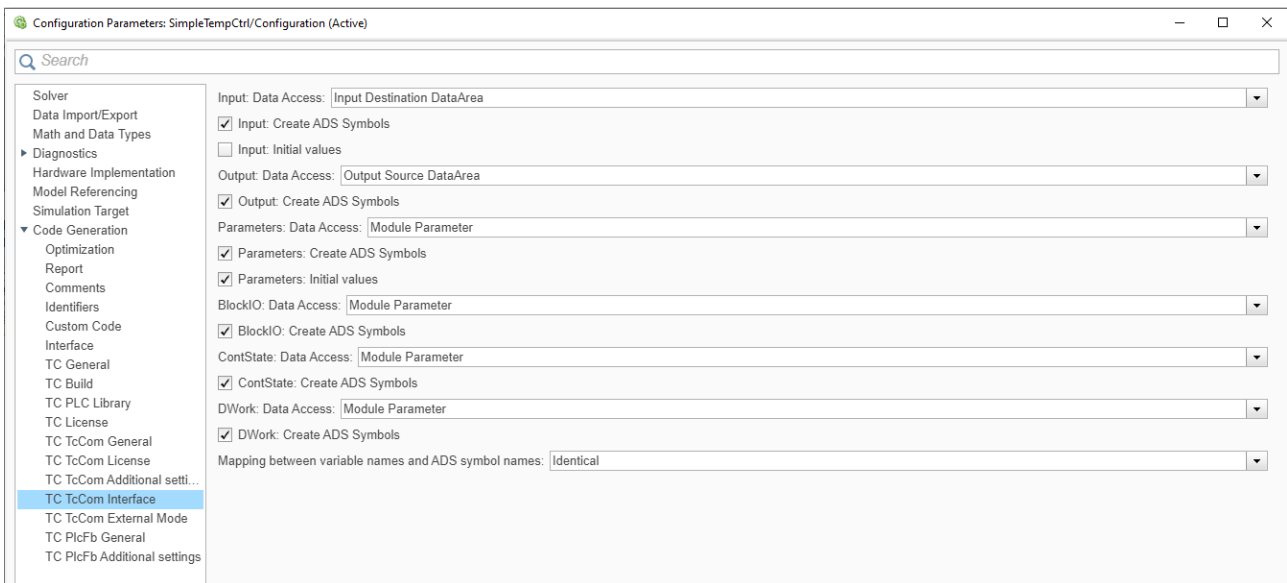 Configuration Parameters: SimpleTempCtrl/Configuration (Active)
Search
Solver
Data Import/Export
Math and Data Types
Diagnostics
Hardware Implementation
Model Referencing
Simulation Target
Code Generation
Optimization
Report
Comments
Identifiers
Custom Code
Interface
TC General
TC Build
TC PLC Library
TC License
TC TcCom General
TC TcCom License
TC TcCom Additional setti...
TC TcCom Interface
TC TcCom External Mode
TC PlcFb General
TC PlcFb Additional settings
Input: Data Access: Input Destination DataArea
Input: Create ADS Symbols
Input: Initial values
Output: Data Access: Output Source DataArea
Output: Create ADS Symbols
Parameters: Data Access: Module Parameter
Parameters: Create ADS Symbols
Parameters: Initial values
BlockIO: Data Access: Module Parameter
BlockIO: Create ADS Symbols
ContState: Data Access: Module Parameter
ContState: Create ADS Symbols
DWork: Data Access: Module Parameter
DWork: Create ADS Symbols
Mapping between variable names and ADS symbol names: Identical